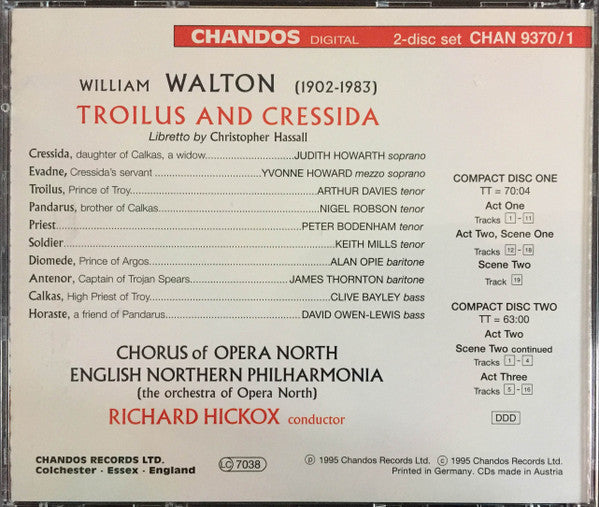 CHANDOS DIGITAL 2-disc set CHAN 9370/1
WILLIAM WALTON (1902-1983)
TROILUS AND CRESSIDA
Libretto by Christopher Hassall
Cressida, daughter of Calkas, a widow JUDITH HOWARTH soprano
Evadne, Cressida's servant YVONNE HOWARD mezzo soprano
Troilus, Prince of Troy ARTHUR DAVIES tenor
Pandarus, brother of Calkas NIGEL ROBSON tenor
Priest PETER BODENHAM tenor
Soldier KEITH MILLS tenor
Diomede, Prince of Argos ALAN OPIE baritone
Antenor, Captain of Trojan Spears JAMES THORNTON baritone
Calkas, High Priest of Troy CLIVE BAYLEY bass
Horaste, a friend of Pandarus DAVID OWEN-LEWIS bass
CHORUS of OPERA NORTH
ENGLISH NORTHERN PHILHARMONIA
(the orchestra of Opera North)
RICHARD HICKOX conductor
COMPACT DISC ONE
TT = 70:04
Act One
Tracks 1 - 11
Act Two, Scene One
Tracks 12 - 18
Scene Two
Track 19
COMPACT DISC TWO
TT = 63:00
Act Two
Scene Two continued
Tracks 1 - 4
Act Three
Tracks 5 - 16
DDD
CHANDOS RECORDS LTD.
Colchester · Essex · England
LC 7038
℗ 1995 Chandos Records Ltd. © 1995 Chandos Records Ltd.
Printed in Germany. CDs made in Austria